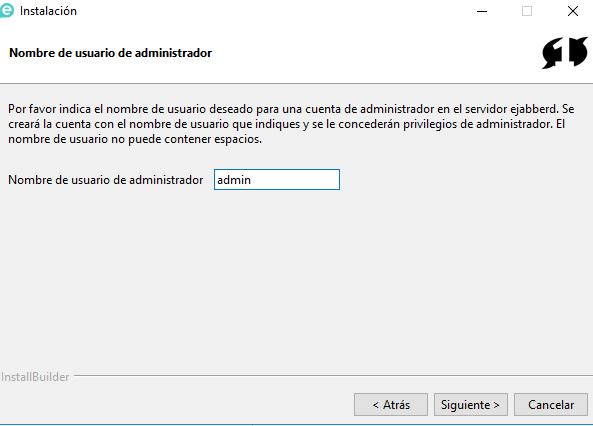 Instalación
Nombre de usuario de administrador
Por favor indica el nombre de usuario deseado para una cuenta de administrador en el servidor ejabberd. Se
creará la cuenta con el nombre de usuario que indiques y se le concederán privilegios de administrador. El
nombre de usuario no puede contener espacios.
Nombre de usuario de administrador admin
InstallBuilder
< Atrás Siguiente > Cancelar